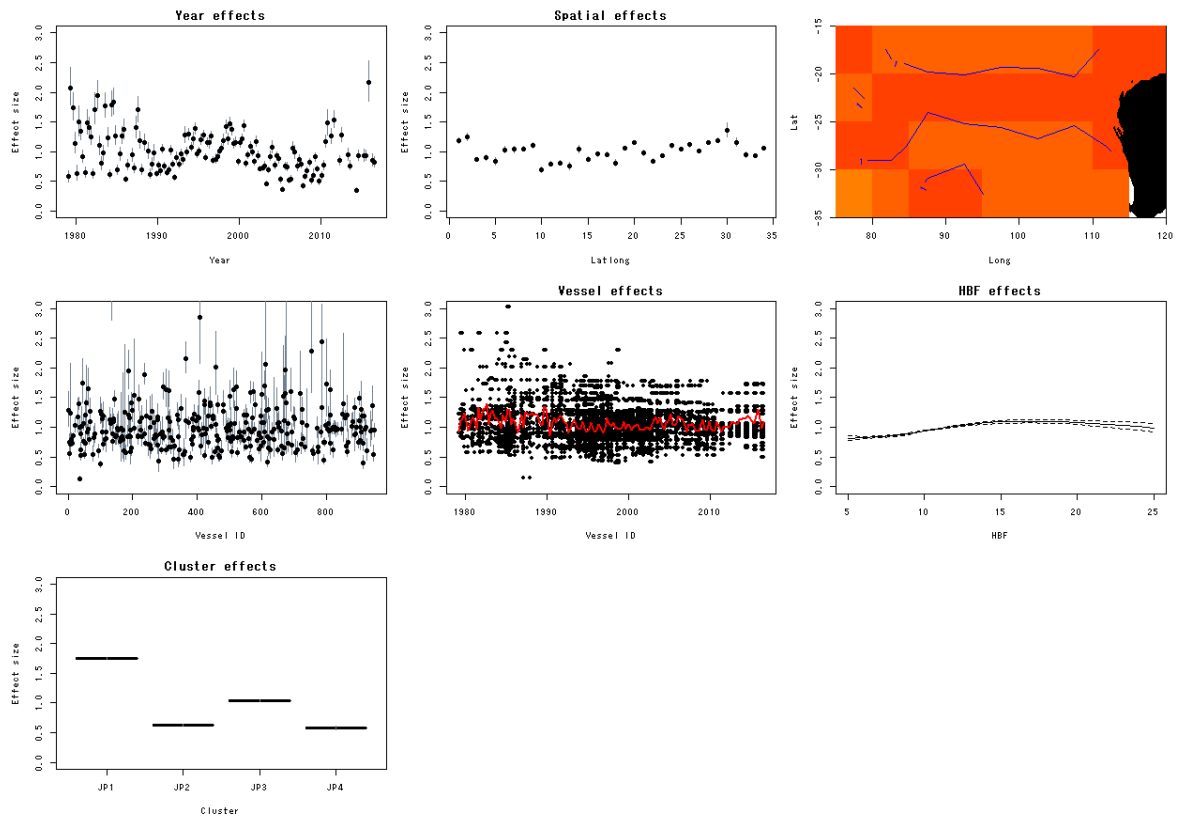 Year effects
Effect size
0.0 0.5 1.0 1.5 2.0 2.5 3.0
1980 1990 2000 2010
Year
Spatial effects
Effect size
0.0 0.5 1.0 1.5 2.0 2.5 3.0
0 5 10 15 20 25 30 35
Latlong
Lat
-35 -30 -25 -20 -15
80 90 100 110 120
Long
Effect size
0.0 0.5 1.0 1.5 2.0 2.5 3.0
0 200 400 600 800
Vessel ID
Vessel effects
Effect size
0.0 0.5 1.0 1.5 2.0 2.5 3.0
1980 1990 2000 2010
Vessel ID
HBF effects
Effect size
0.0 0.5 1.0 1.5 2.0 2.5 3.0
5 10 15 20 25
HBF
Cluster effects
Effect size
0.0 0.5 1.0 1.5 2.0 2.5 3.0
JP1 JP2 JP3 JP4
Cluster